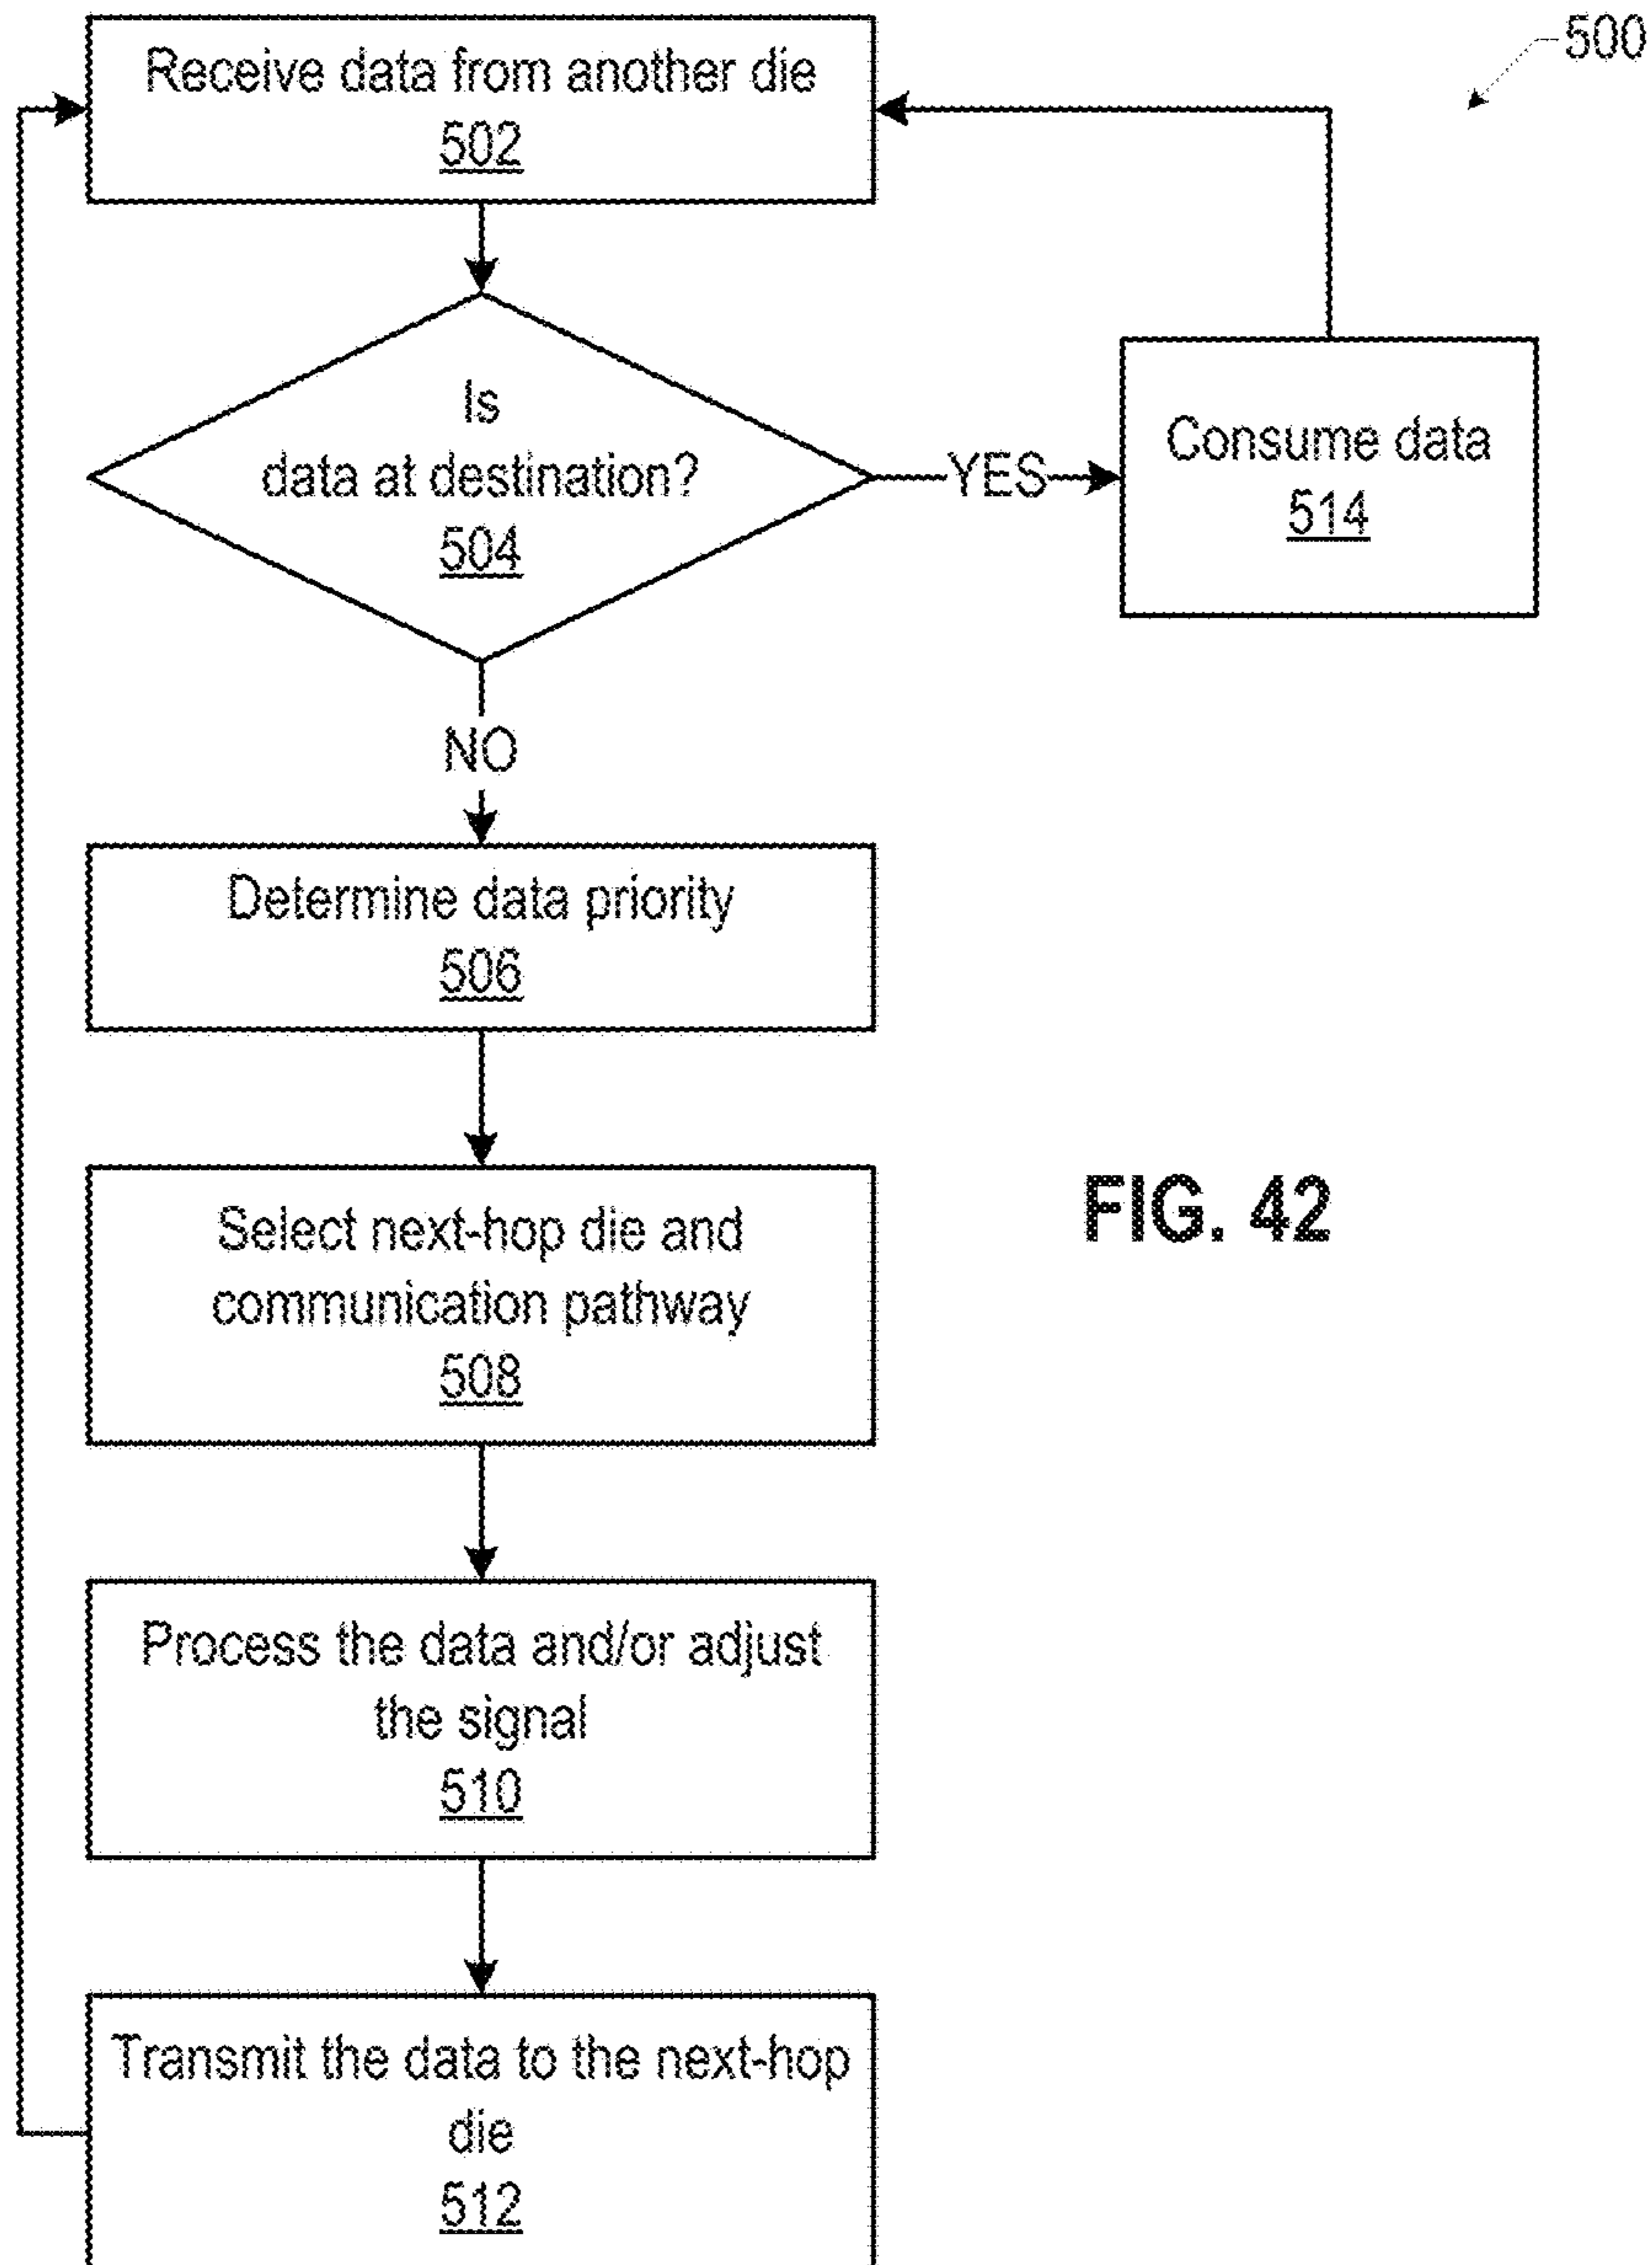 500
Receive data from another die
502
Is
data at destination?
504
YES
Consume data
514
NO
Determine data priority
506
Select next-hop die and
communication pathway
508
FIG. 42
Process the data and/or adjust
the signal
510
Transmit the data to the next-hop
die
512